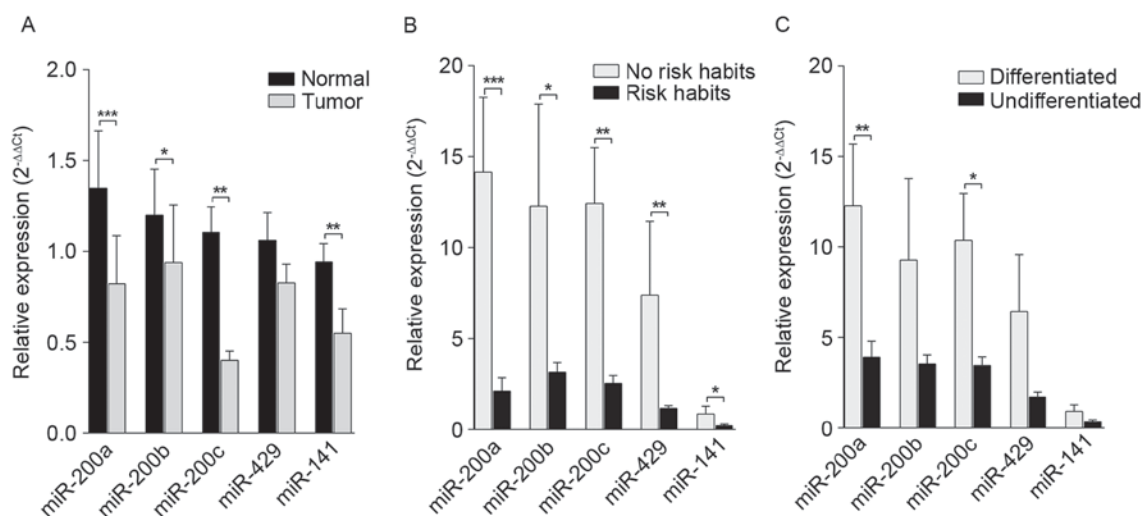 A
Relative expression (2-ΔΔCt)
2.0
1.5
1.0
0.5
0.0
Normal
Tumor
***
*
**
**
miR-200a
miR-200b
miR-200c
miR-429
miR-141
B
Relative expression (2-ΔΔCt)
20
15
10
5
0
No risk habits
Risk habits
***
*
**
**
*
miR-200a
miR-200b
miR-200c
miR-429
miR-141
C
Relative expression (2-ΔΔCt)
20
15
10
5
0
Differentiated
Undifferentiated
**
*
miR-200a
miR-200b
miR-200c
miR-429
miR-141